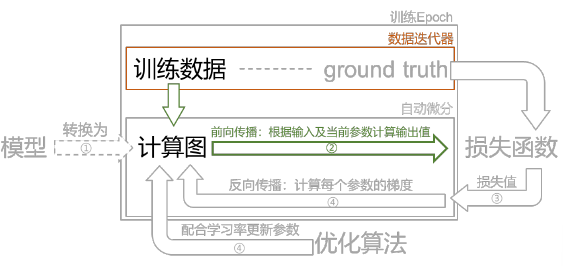 训练Epoch
数据迭代器
训练数据 ground truth
自动微分
转换为
前向传播：根据输入及当前参数计算输出值
模型 ① 计算图 ② 损失函数
反向传播：计算每个参数的梯度 损失值
④ ③
配合学习率更新参数
④ 优化算法